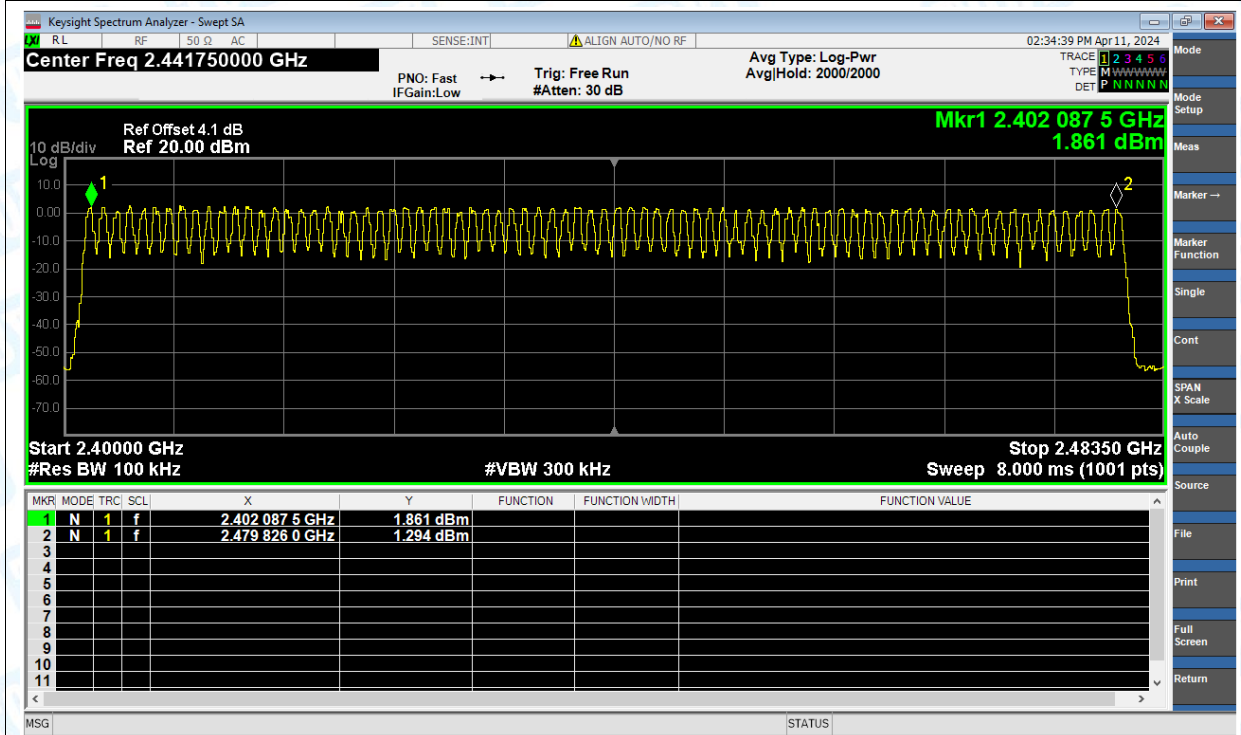 Keysight Spectrum Analyzer - Swept SA
LXI RL RF 50 Ω AC SENSE:INT ALIGN AUTO/NO RF 02:34:39 PM Apr 11, 2024
Center Freq 2.441750000 GHz
PNO: Fast
IFGain:Low
Trig: Free Run
#Atten: 30 dB
Avg Type: Log-Pwr
Avg|Hold: 2000/2000
TRACE 1 2 3 4 5 6
TYPE M WWWWW
DET P N N N N N
Ref Offset 4.1 dB
10 dB/div Ref 20.00 dBm
Log
Mkr1 2.402 087 5 GHz
1.861 dBm
10.0
0.00
-10.0
-20.0
-30.0
-40.0
-50.0
-60.0
-70.0
1
2
Start 2.40000 GHz Stop 2.48350 GHz
#Res BW 100 kHz #VBW 300 kHz Sweep 8.000 ms (1001 pts)
MKR MODE TRC SCL X Y FUNCTION FUNCTION WIDTH FUNCTION VALUE
1 N 1 f 2.402 087 5 GHz 1.861 dBm
2 N 1 f 2.479 826 0 GHz 1.294 dBm
3
4
5
6
7
8
9
10
11
MSG STATUS
Mode
Mode Setup
Meas
Marker →
Marker Function
Single
Cont
SPAN X Scale
Auto Couple
Source
File
Print
Full Screen
Return